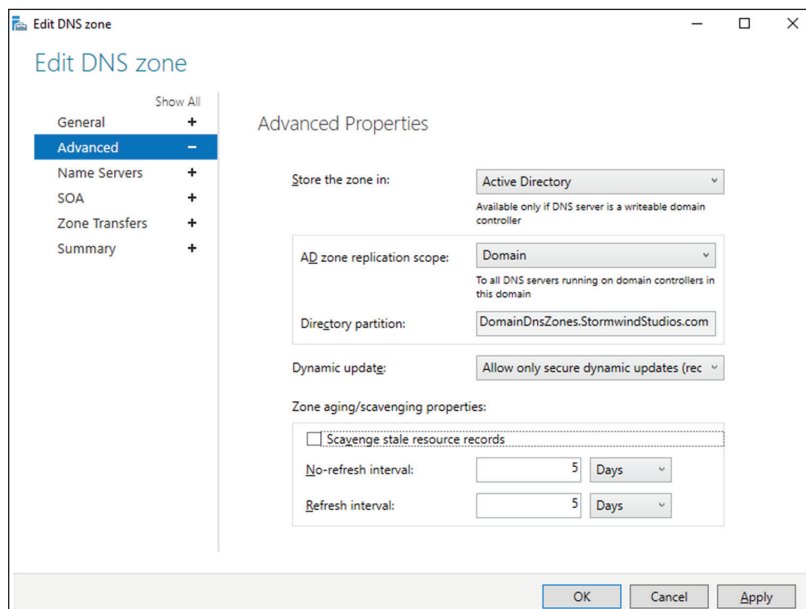 Edit DNS zone
Edit DNS zone
Show All
General
Advanced
Name Servers
SOA
Zone Transfers
Summary
Advanced Properties
Store the zone in: Active Directory
Available only if DNS server is a writeable domain
controller
AD zone replication scope: Domain
To all DNS servers running on domain controllers in
this domain
Directory partition: DomainDnsZones.StormwindStudios.com
Dynamic update: Allow only secure dynamic updates (rec
Zone aging/scavenging properties:
Scavenge stale resource records
No-refresh interval: 5 Days
Refresh interval: 5 Days
OK Cancel Apply